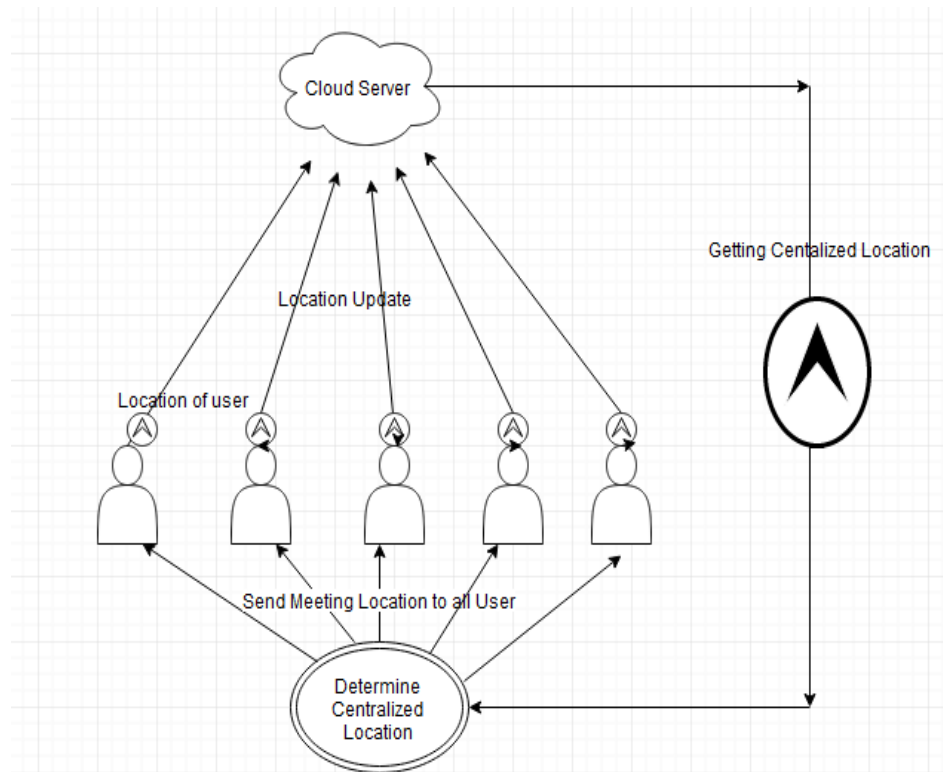 Cloud Server
Getting Centalized Location
Location Update
Location of user
Send Meeting Location to all User
Determine
Centralized
Location